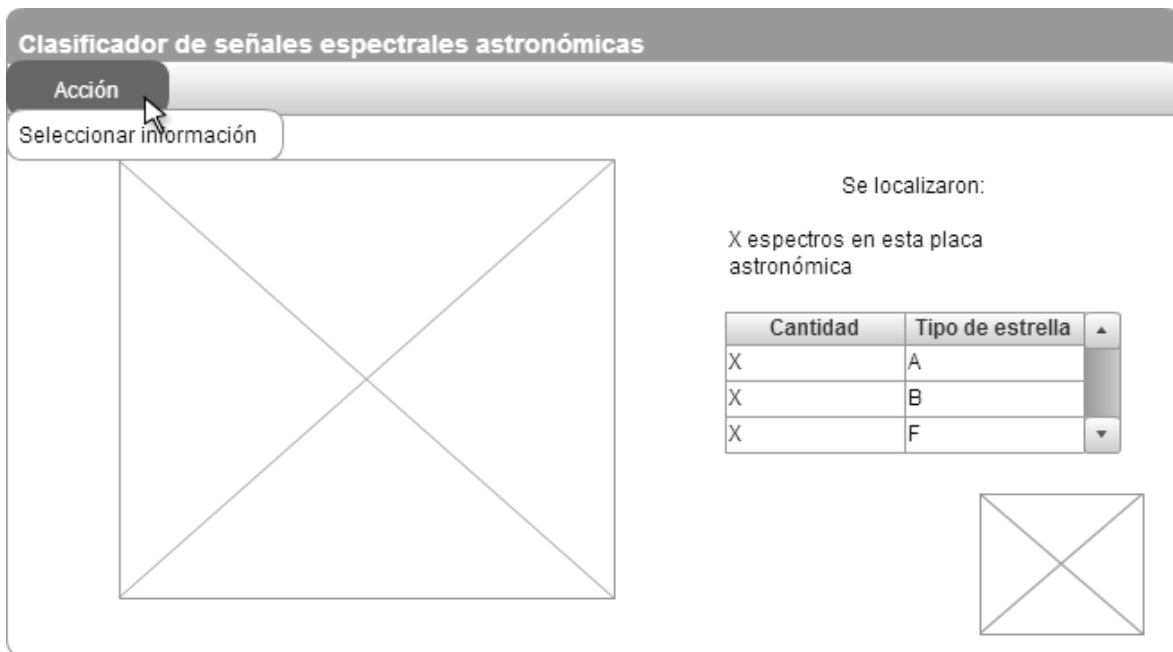 Clasificador de señales espectrales astronómicas
Acción
Seleccionar información
Se localizaron:
X espectros en esta placa
astronómica
Cantidad Tipo de estrella
X A
X B
X F